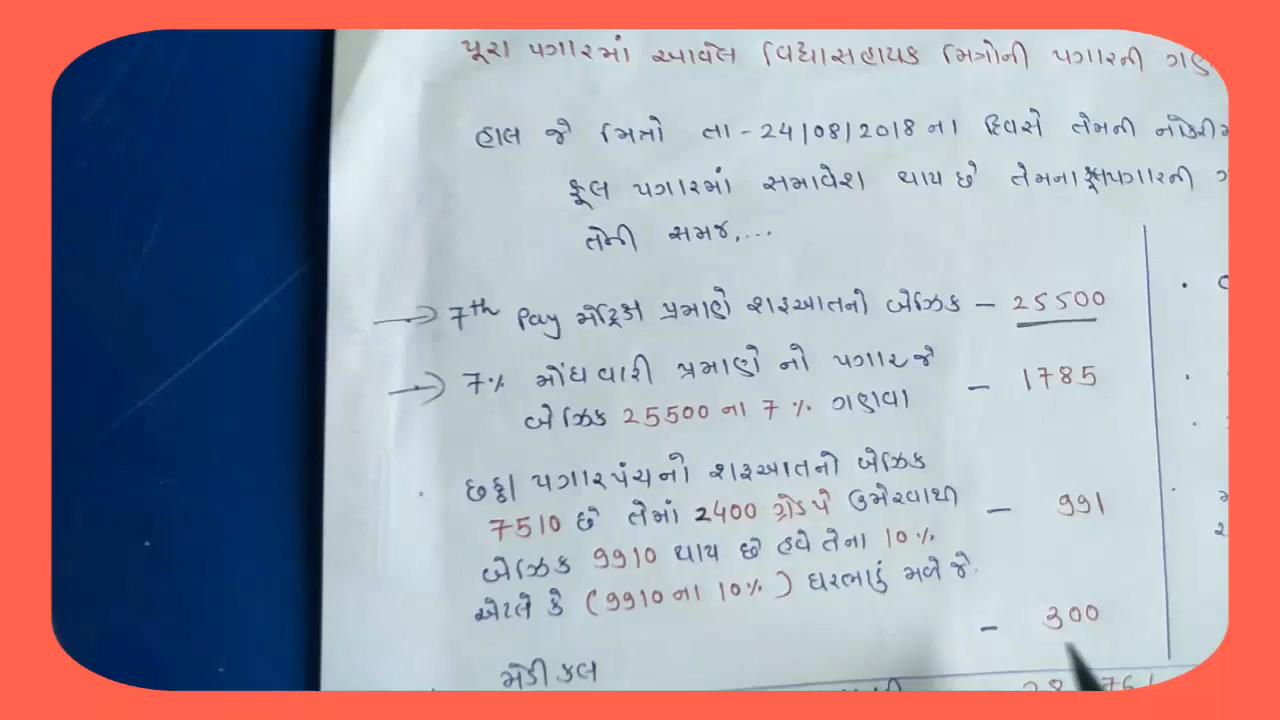 પૂરા પગારમાં આવેલ વિદ્યાસહાયક મિત્રોની પગારની
હાલ જે મિત્રો તા - 24/08/2018 ના દિવસે તેમની
ફૂલ પગારમાં સમાવેશ થાય છે તેમના ફૂલપગારની
તેની સમજ,...
→ 7th Pay મેટ્રિક્ષ પ્રમાણે શરૂઆતનો બેઝિક – 25500
→ 7% મોંઘવારી પ્રમાણે નો પગાર જે
બેઝિક 25500 ના 7 % ગણવા – 1785
છઠ્ઠા પગારપંચનો શરૂઆતનો બેઝિક
7510 છે તેમાં 2400 ગ્રેડપે ઉમેરવાથી – 991
બેઝિક 9910 થાય છે હવે તેના 10 %
એટલે કે (9910 ના 10%) ઘરભાડું મળે જે.
– 300
મેડીકલ